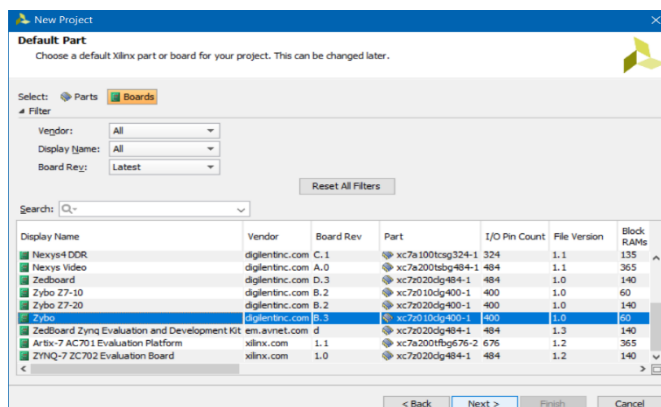 New Project
Default Part
Choose a default Xilinx part or board for your project. This can be changed later.
Select: Parts Boards
Filter
Vendor: All
Display Name: All
Board Rev: Latest
Reset All Filters
Search: Q-
Display Name Vendor Board Rev Part I/O Pin Count File Version Block RAMs
Nexys4 DDR digilentinc.com C.1 xc7a100tcsg324-1 324 1.1 135
Nexys Video digilentinc.com A.0 xc7a200tsbg484-1 484 1.1 365
Zedboard digilentinc.com D.3 xc7z020clg484-1 484 1.0 140
Zybo Z7-10 digilentinc.com B.2 xc7z010clg400-1 400 1.0 60
Zybo Z7-20 digilentinc.com B.2 xc7z020clg400-1 400 1.0 140
Zybo digilentinc.com B.3 xc7z010clg400-1 400 1.0 60
ZedBoard Zynq Evaluation and Development Kit em.avnet.com d xc7z020clg484-1 484 1.3 140
Artix-7 AC701 Evaluation Platform xilinx.com 1.1 xc7a200tfbg676-2 676 1.2 365
ZYNQ-7 ZC702 Evaluation Board xilinx.com 1.0 xc7z020clg484-1 484 1.2 140
< Back Next > Finish Cancel